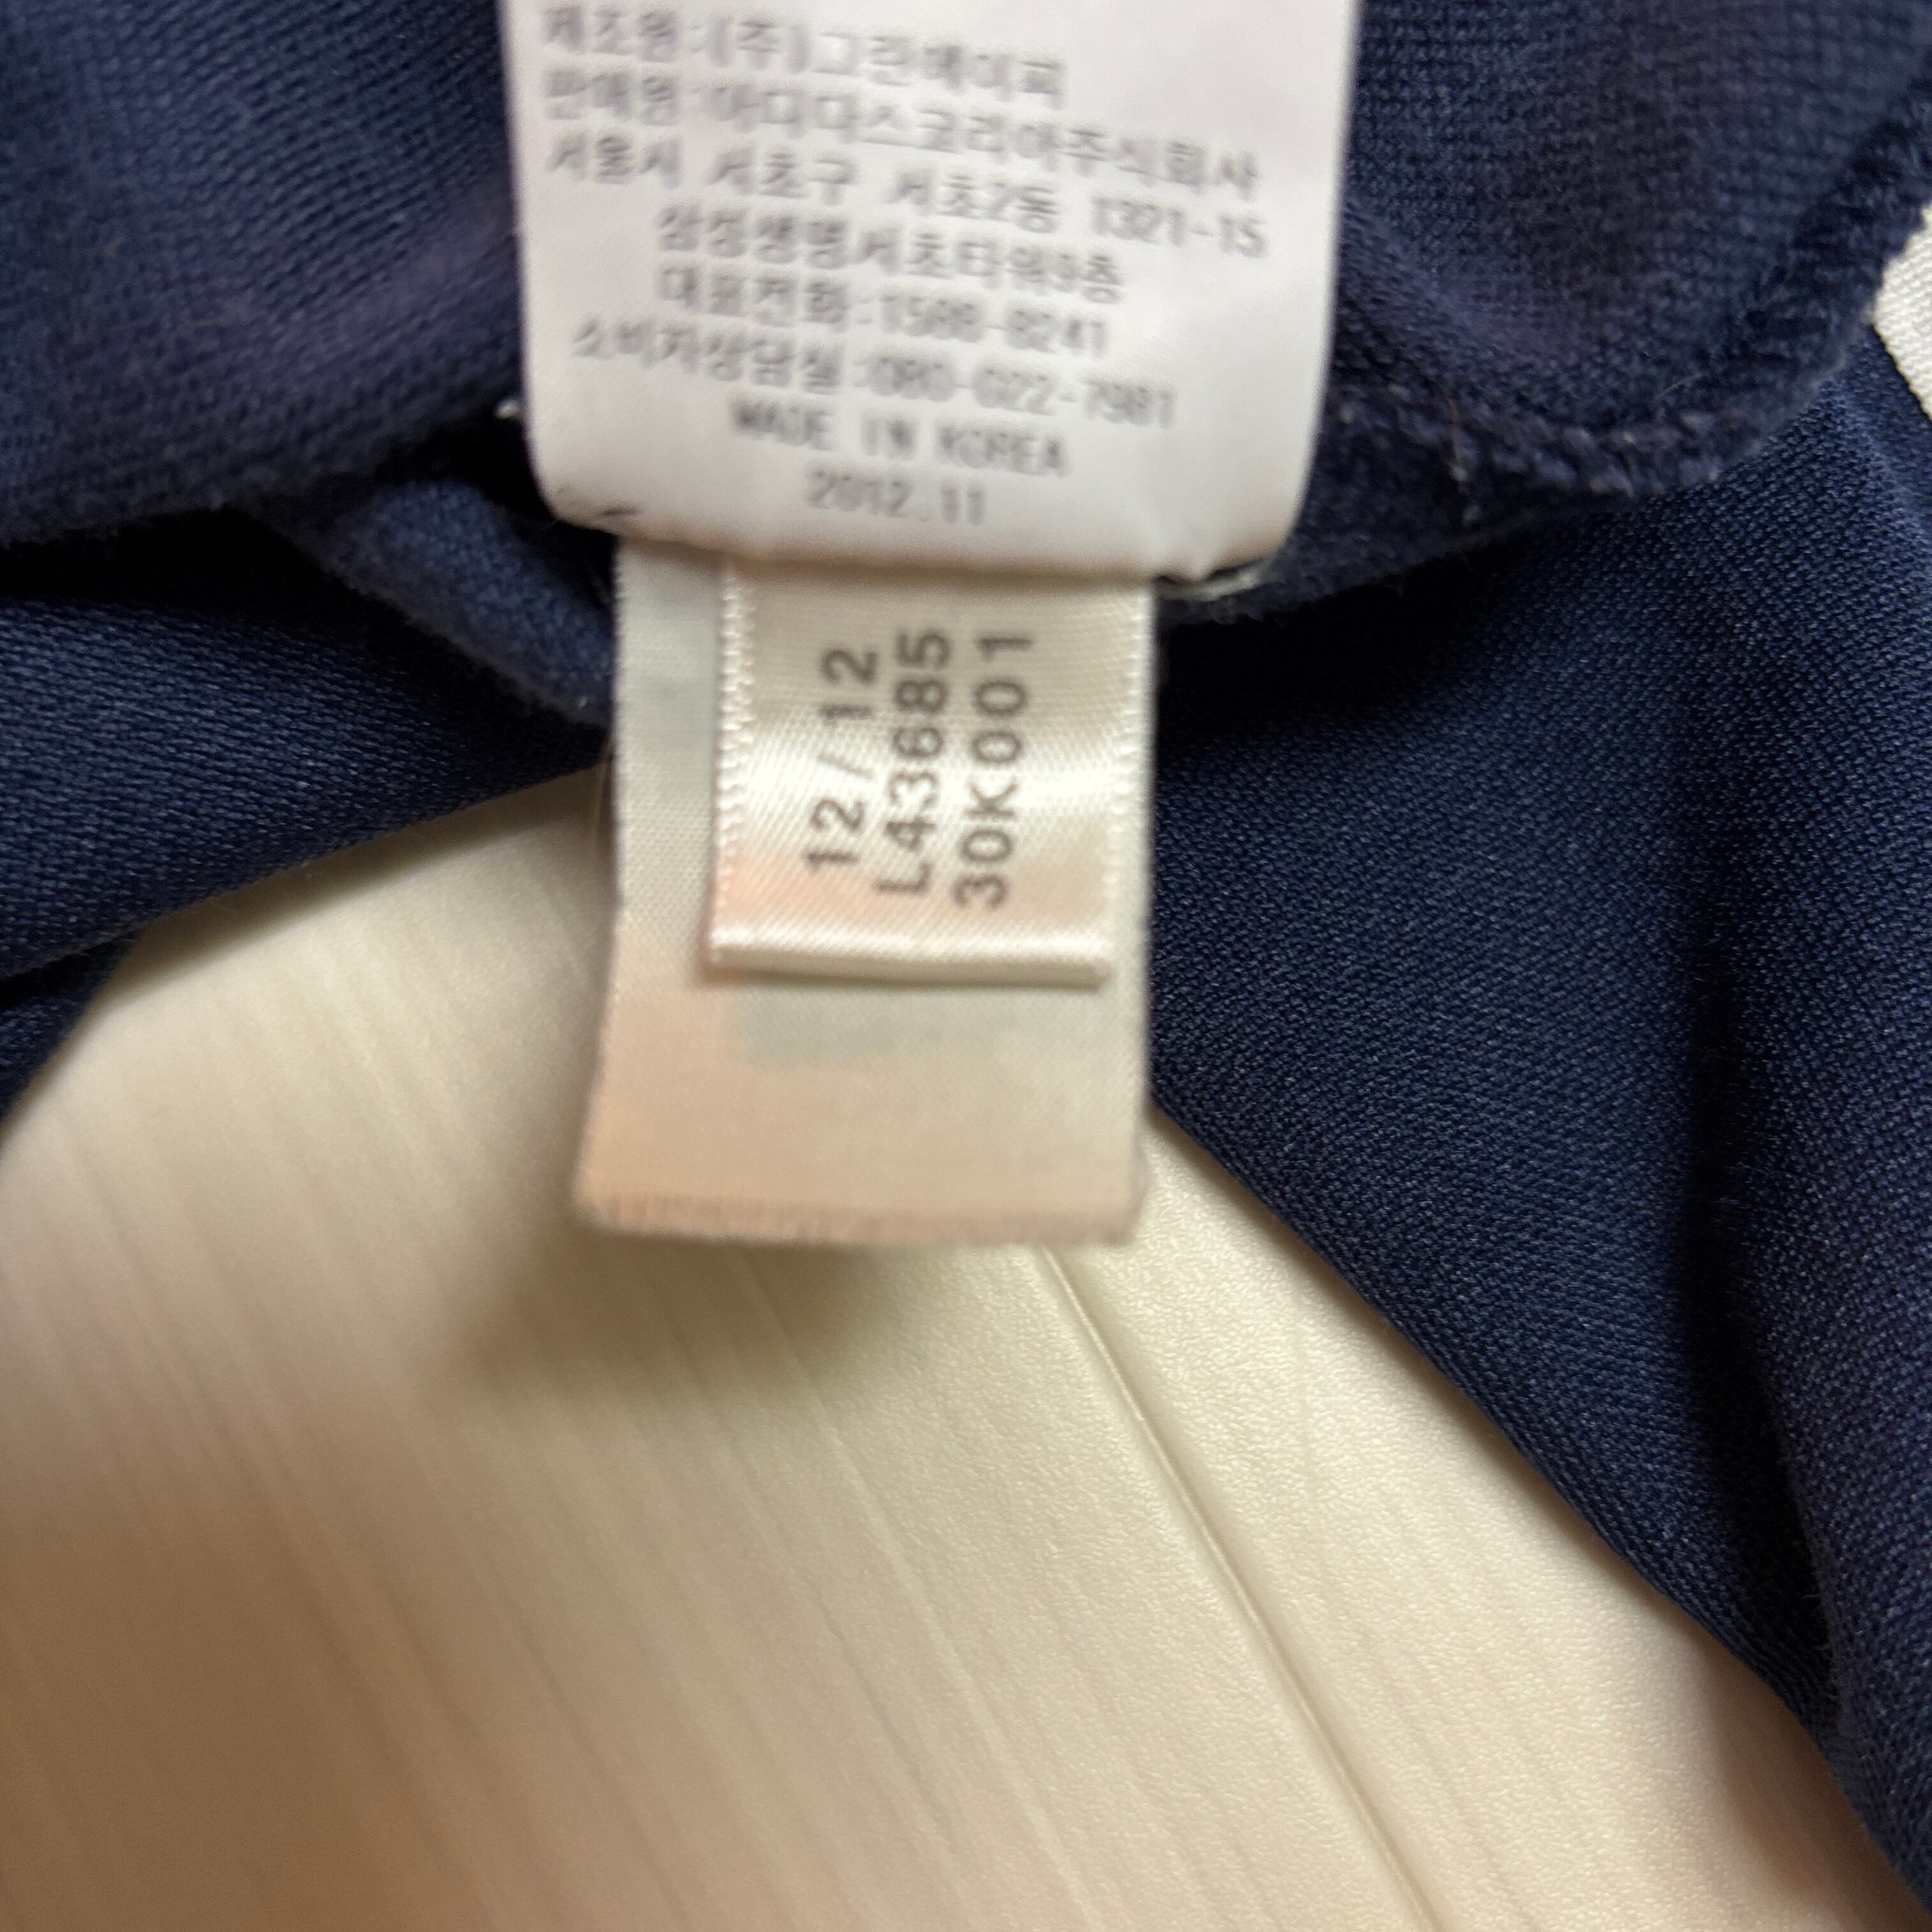 제조원:(주)그린에이피
판매원:아디다스코리아주식회사
서울시 서초구 서초2동 1321-15
삼성생명서초타워9층
대표전화:1588-8241
소비자상담실:080-022-7981
MADE IN KOREA
2012.11
12/12
L43685
30K001